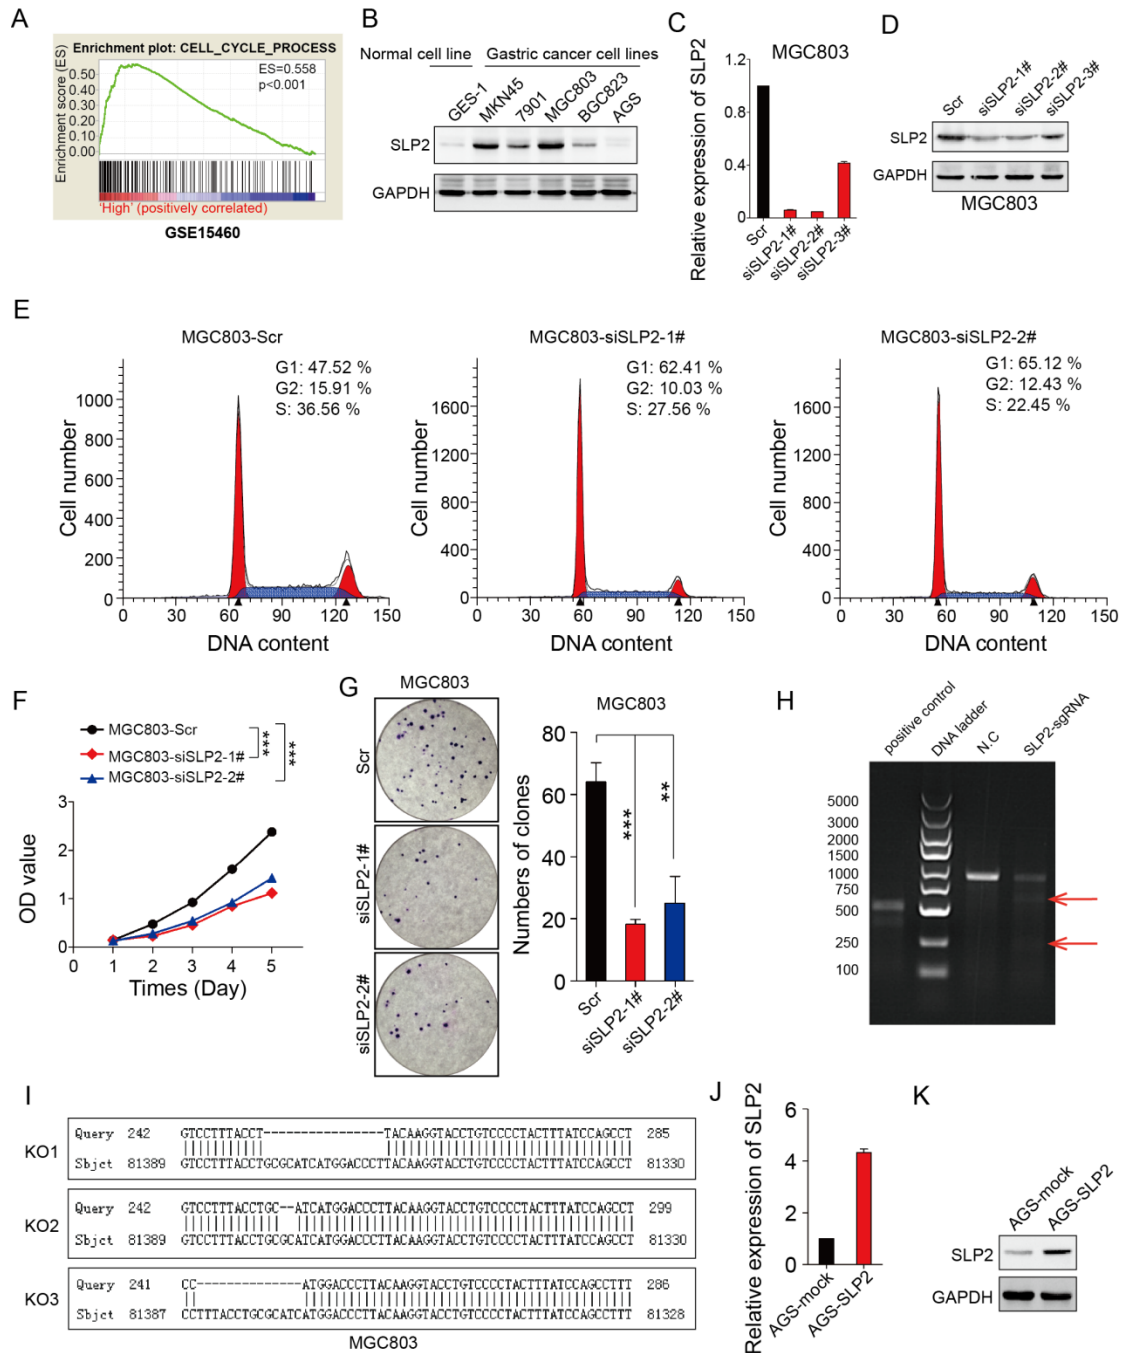 A
Enrichment plot: CELL_CYCLE_PROCESS
ES=0.558
p<0.001
Enrichment score (ES)
0.50
0.40
0.30
0.20
0.10
0.00
'High' (positively correlated)
GSE15460
B
Normal cell line
Gastric cancer cell lines
GES-1
MKN45
7901
MGC803
BGC823
AGS
SLP2
GAPDH
C
MGC803
Relative expression of SLP2
1.2
0.8
0.4
0
Scr
siSLP2-1#
siSLP2-2#
siSLP2-3#
D
Scr
siSLP2-1#
siSLP2-2#
siSLP2-3#
SLP2
GAPDH
MGC803
E
MGC803-Scr
G1: 47.52 %
G2: 15.91 %
S: 36.56 %
Cell number
1000
800
600
400
200
0
0 30 60 90 120 150
DNA content
MGC803-siSLP2-1#
G1: 62.41 %
G2: 10.03 %
S: 27.56 %
Cell number
1600
1200
800
400
0
0 30 60 90 120 150
DNA content
MGC803-siSLP2-2#
G1: 65.12 %
G2: 12.43 %
S: 22.45 %
Cell number
1600
1200
800
400
0
0 30 60 90 120 150
DNA content
F
MGC803-Scr
MGC803-siSLP2-1#
MGC803-siSLP2-2#
***
***
OD value
3
2
1
0
0 1 2 3 4 5
Times (Day)
G
MGC803
Scr
siSLP2-1#
siSLP2-2#
MGC803
Numbers of clones
80
60
40
20
0
***
**
Scr
siSLP2-1#
siSLP2-2#
H
positive control
DNA ladder
N.C
SLP2-sgRNA
5000
3000
2000
1500
1000
750
500
250
100
I
KO1
Query 242 GTCCTTTACCT----------------TACAAGGTACCTGTCCCCTACTTTATCCAGCCT 285
Sbjct 81389 GTCCTTTACCTGCGCATCATGGACCCTTACAAGGTACCTGTCCCCTACTTTATCCAGCCT 81330
KO2
Query 242 GTCCTTTACCTGC--ATCATGGACCCTTACAAGGTACCTGTCCCCTACTTTATCCAGCCT 299
Sbjct 81389 GTCCTTTACCTGCGCATCATGGACCCTTACAAGGTACCTGTCCCCTACTTTATCCAGCCT 81330
KO3
Query 241 CC--------------ATGGACCCTTACAAGGTACCTGTCCCCTACTTTATCCAGCCTTT 286
Sbjct 81387 CCTTTACCTGCGCATCATGGACCCTTACAAGGTACCTGTCCCCTACTTTATCCAGCCTTT 81328
MGC803
J
Relative expression of SLP2
6
4
2
0
AGS-mock
AGS-SLP2
K
AGS-mock
AGS-SLP2
SLP2
GAPDH